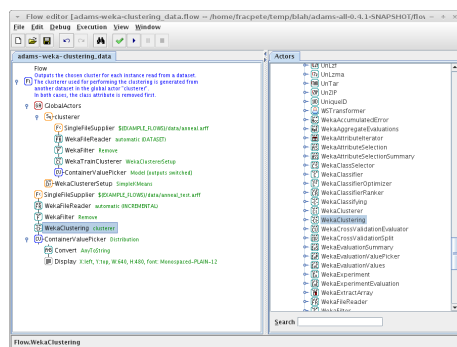 Flow editor [adams-weka-clustering_data.flow -- /home/fracpete/temp/blah/adams-all-0.4.1-SNAPSHOT/flow
File Edit Debug Execution View Window
adams-weka-clustering_data
Flow
Outputs the chosen cluster for each instance read from a dataset.
The clusterer used for performing the clustering is generated from
another dataset in the global actor "clusterer".
In both cases, the class attribute is removed first.
GlobalActors
clusterer
SingleFileSupplier ${EXAMPLE_FLOWS}/data/anneal.arff
WekaFileReader automatic (DATASET)
WekaFilter Remove
WekaTrainClusterer WekaClustererSetup
ContainerValuePicker Model [outputs switched]
WekaClustererSetup SimpleKMeans
SingleFileSupplier ${EXAMPLE_FLOWS}/data/anneal_test.arff
WekaFileReader automatic (INCREMENTAL)
WekaFilter Remove
WekaClustering clusterer
ContainerValuePicker Distribution
Convert AnyToString
Display X:left, Y:top, W:640, H:480, font: Monospaced-PLAIN-12
Actors
UnLzf
UnLzma
UnTar
UnZIP
UniqueID
WSTransformer
WekaAccumulatedError
WekaAggregateEvaluations
WekaAttributeIterator
WekaAttributeSelection
WekaAttributeSelectionSummary
WekaClassSelector
WekaClassifier
WekaClassifierOptimizer
WekaClassifierRanker
WekaClassifying
WekaClusterer
WekaClustering
WekaCrossValidationEvaluator
WekaCrossValidationSplit
WekaEvaluationSummary
WekaEvaluationValuePicker
WekaEvaluationValues
WekaExperiment
WekaExperimentEvaluation
WekaExtractArray
WekaFileReader
WekaFilter
Search
Flow.WekaClustering